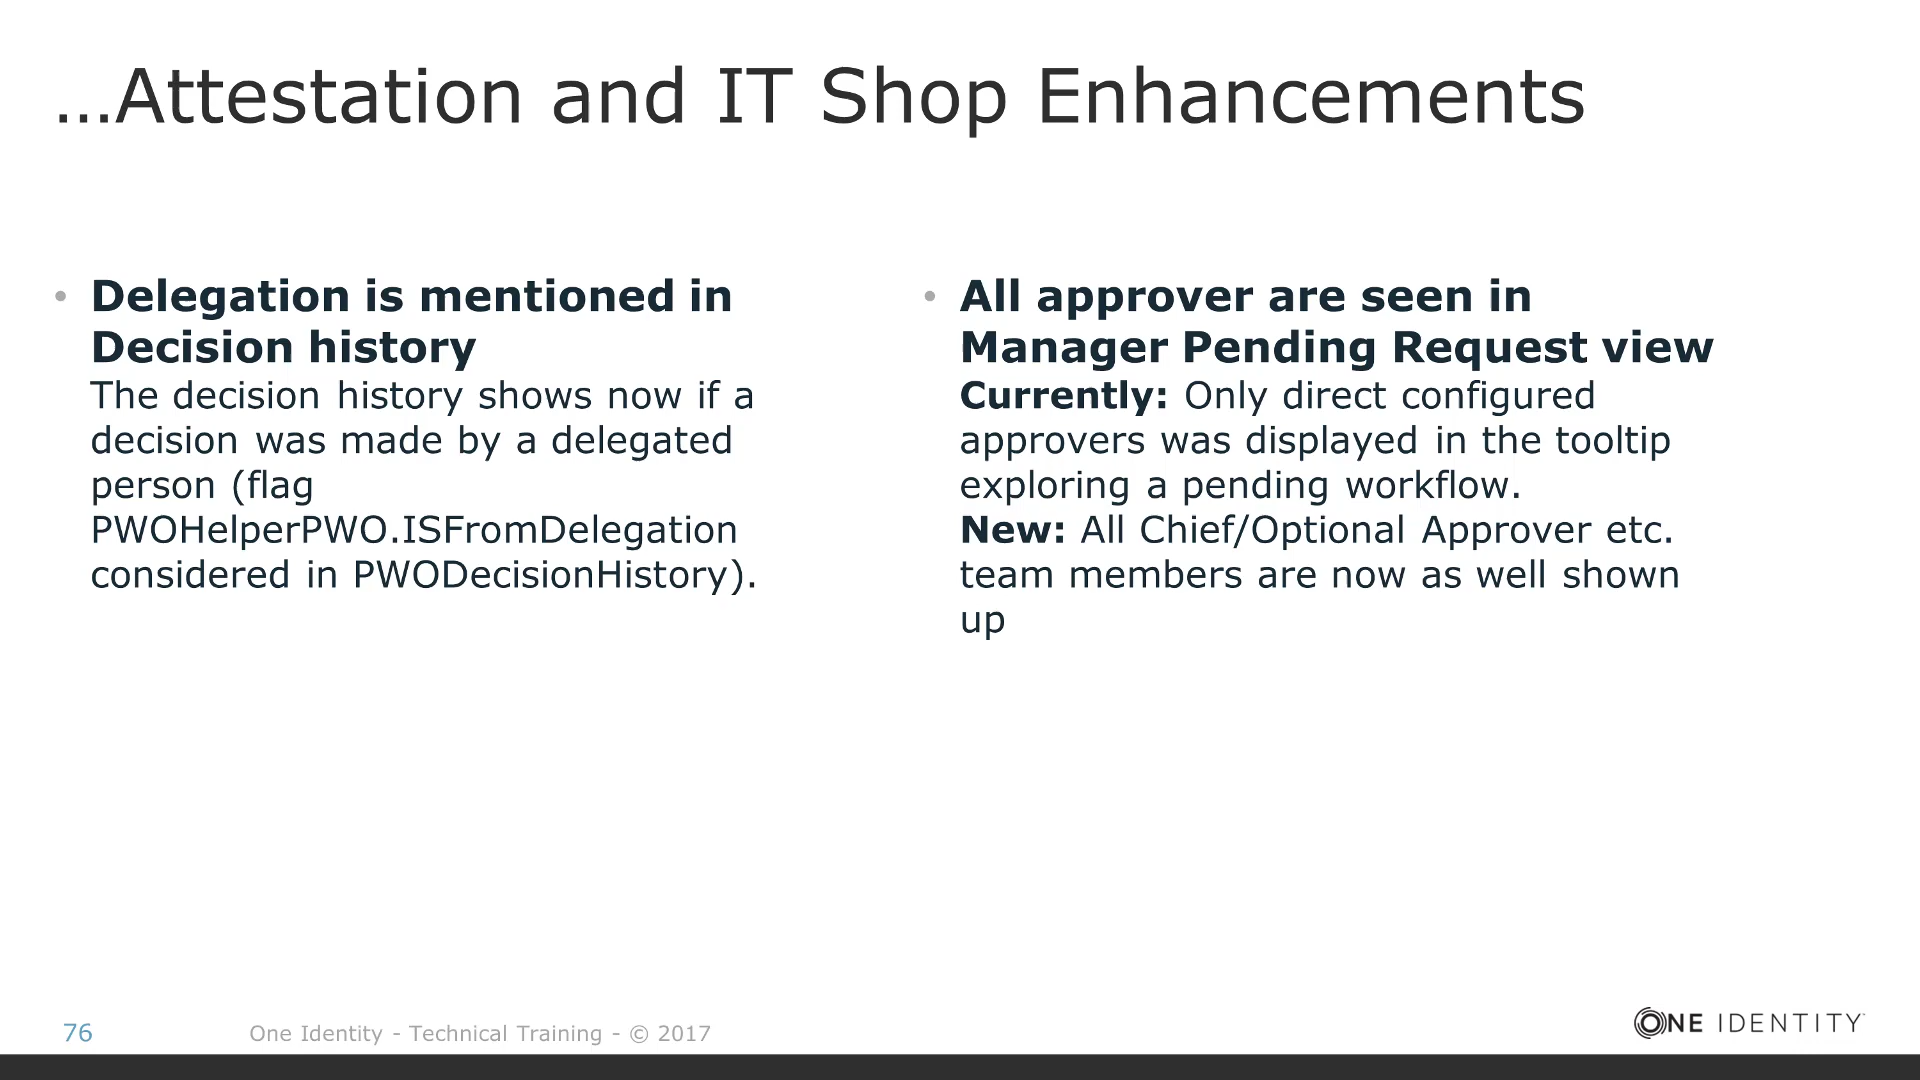 …Attestation and IT Shop Enhancements
• Delegation is mentioned in
Decision history
The decision history shows now if a
decision was made by a delegated
person (flag
PWOHelperPWO.ISFromDelegation
considered in PWODecisionHistory).
• All approver are seen in
Manager Pending Request view
Currently: Only direct configured
approvers was displayed in the tooltip
exploring a pending workflow.
New: All Chief/Optional Approver etc.
team members are now as well shown
up
76
One Identity - Technical Training - © 2017
ONE IDENTITY